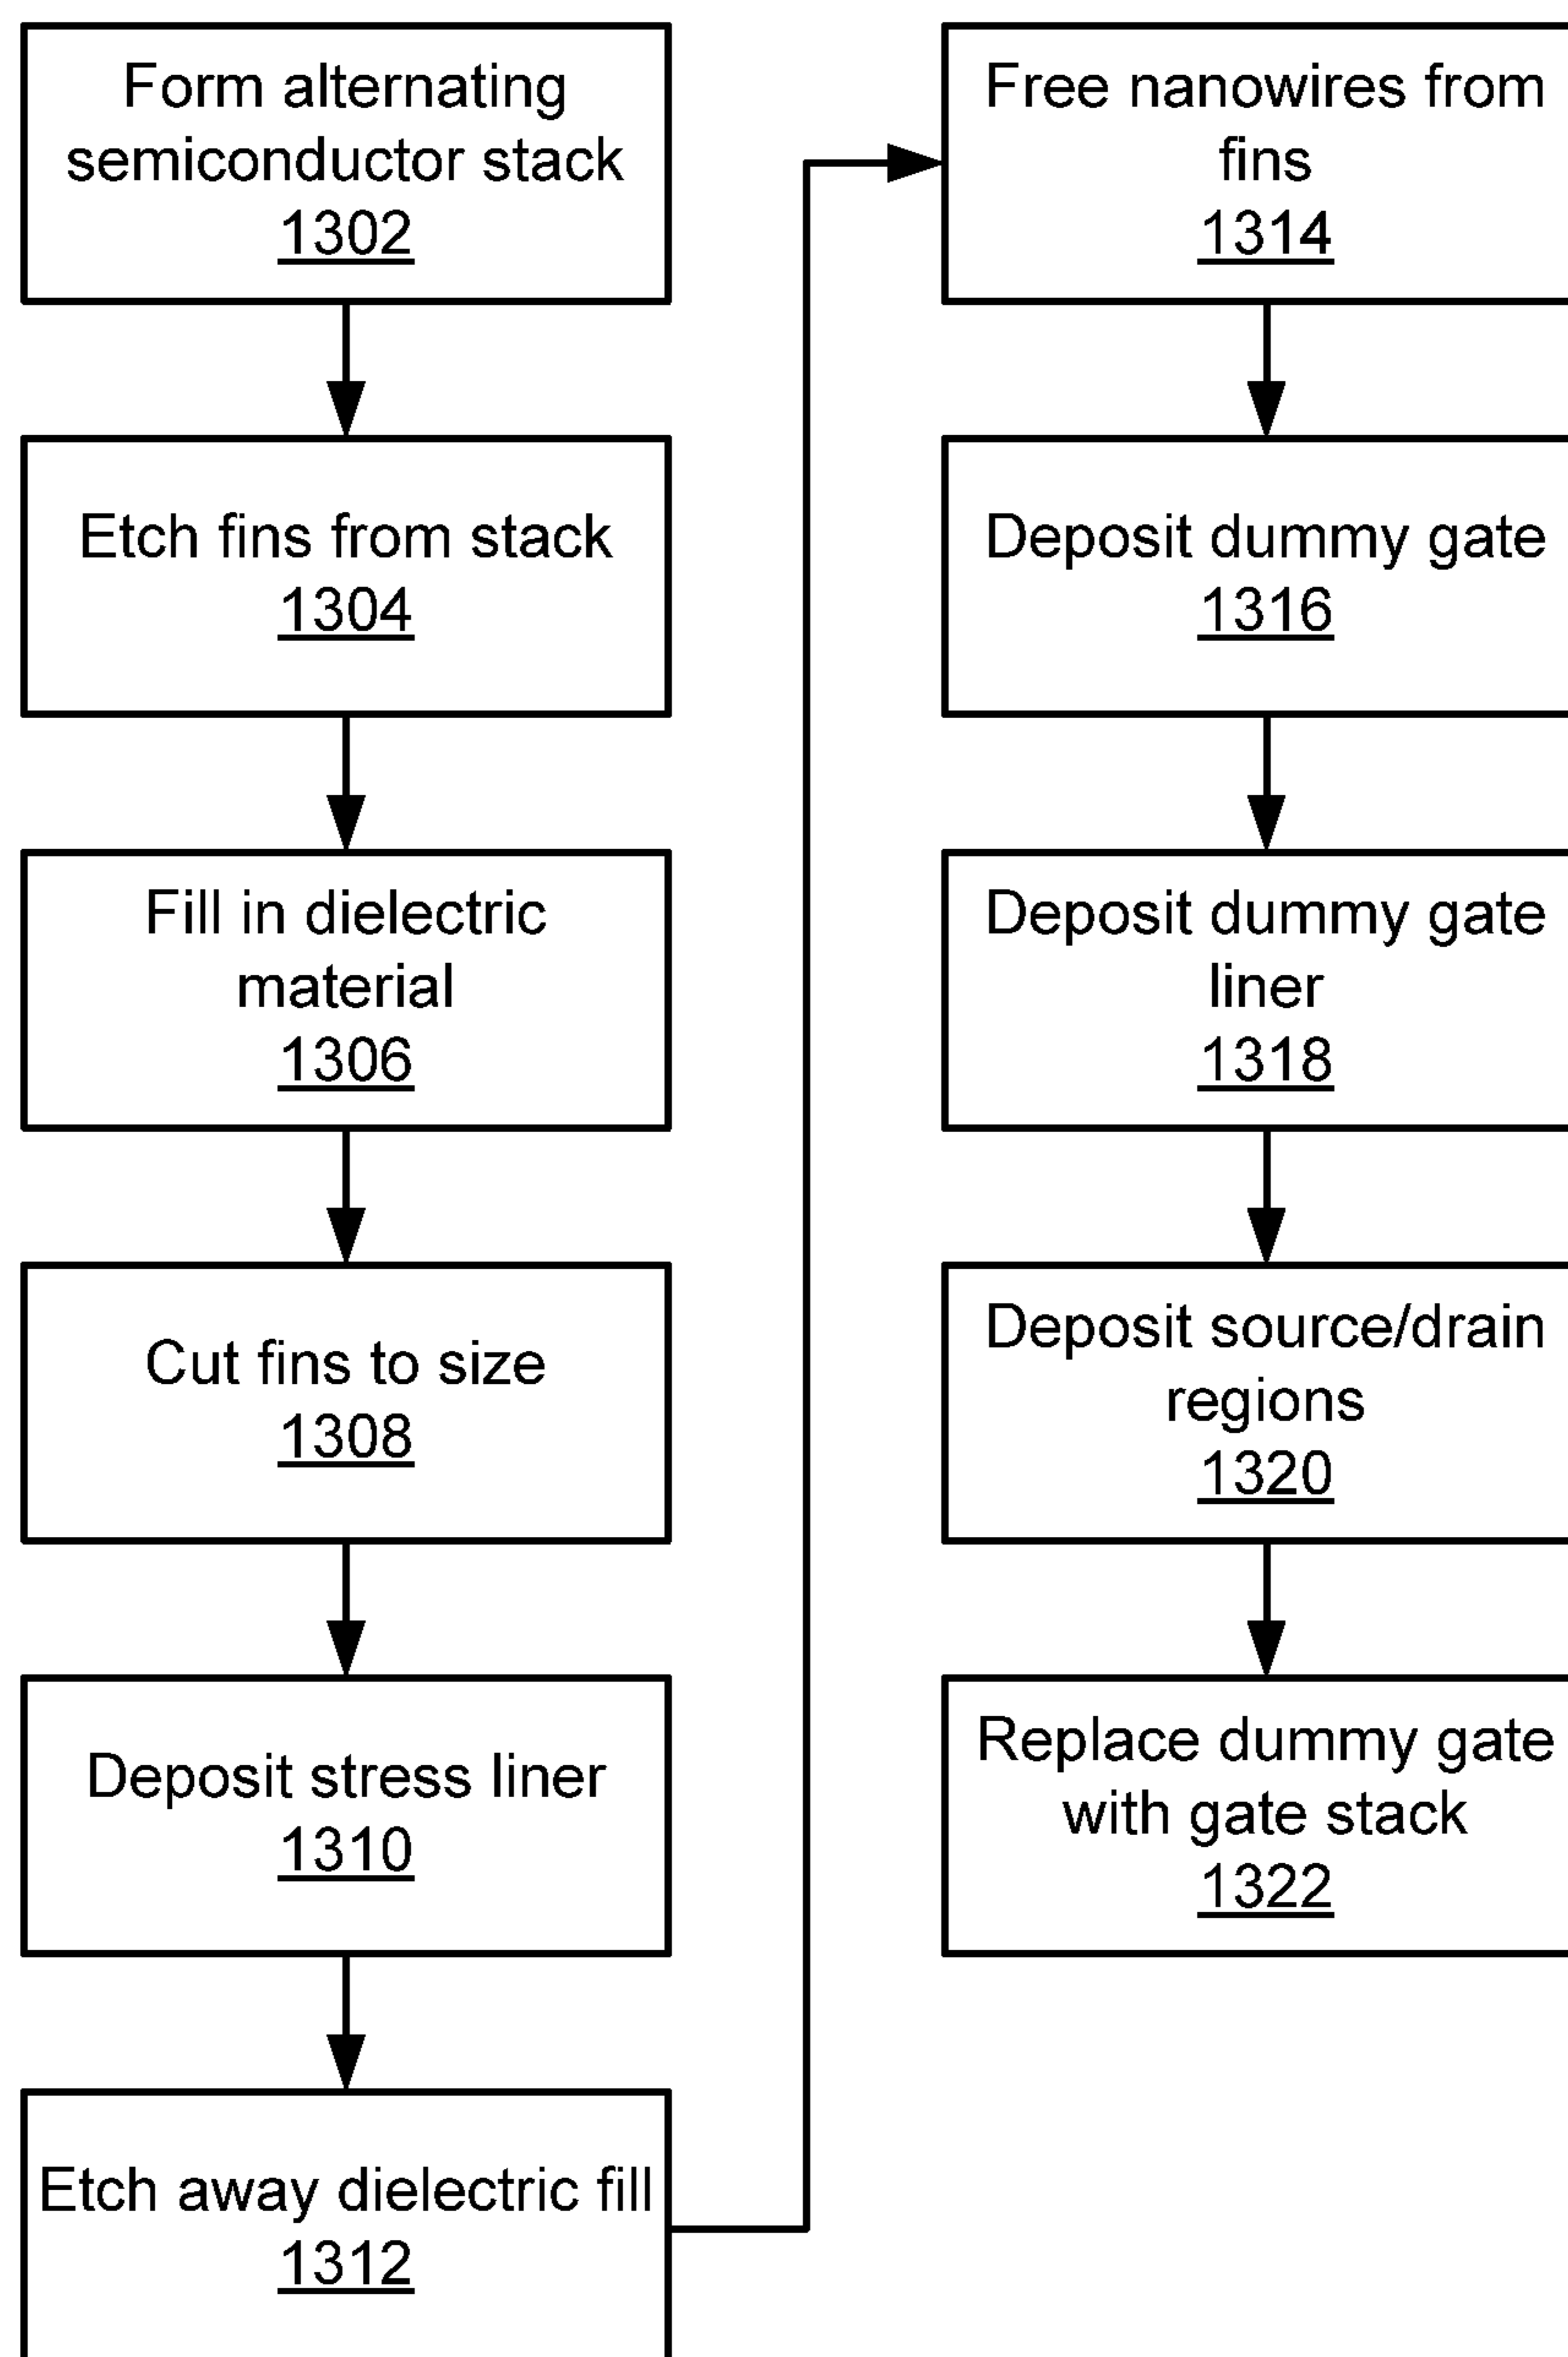 Form alternating
semiconductor stack
1302
Etch fins from stack
1304
Fill in dielectric
material
1306
Cut fins to size
1308
Deposit stress liner
1310
Etch away dielectric fill
1312
Free nanowires from
fins
1314
Deposit dummy gate
1316
Deposit dummy gate
liner
1318
Deposit source/drain
regions
1320
Replace dummy gate
with gate stack
1322